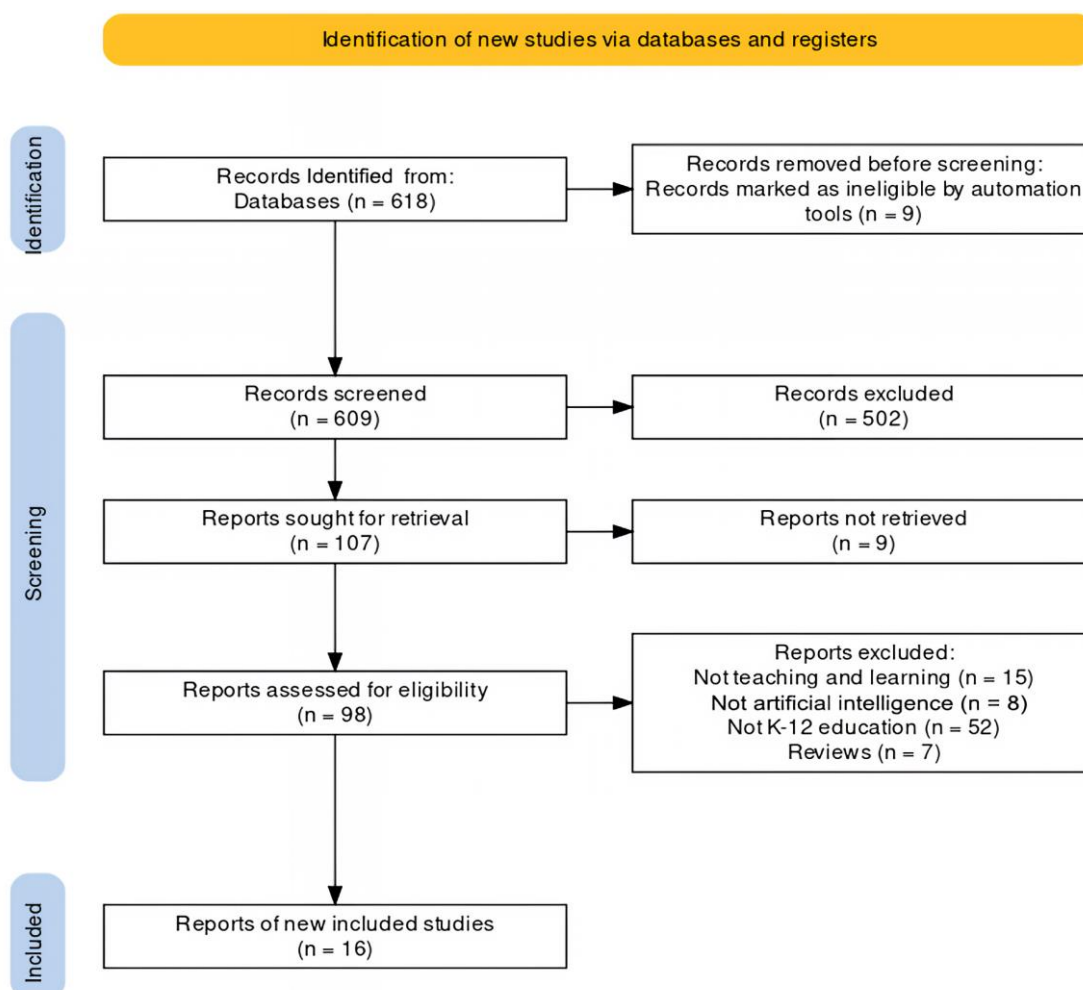 Identification of new studies via databases and registers
Identification
Records Identified from:
Databases (n = 618)
Records removed before screening:
Records marked as ineligible by automation
tools (n = 9)
Screening
Records screened
(n = 609)
Records excluded
(n = 502)
Reports sought for retrieval
(n = 107)
Reports not retrieved
(n = 9)
Reports assessed for eligibility
(n = 98)
Reports excluded:
Not teaching and learning (n = 15)
Not artificial intelligence (n = 8)
Not K-12 education (n = 52)
Reviews (n = 7)
Included
Reports of new included studies
(n = 16)